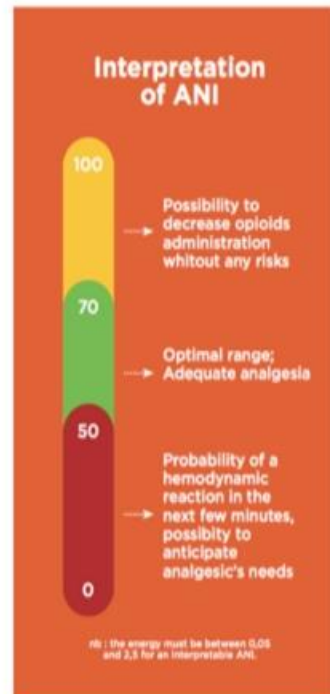 Interpretation
of ANI
100
Possibility to
decrease opioids
administration
whitout any risks
70
Optimal range;
Adequate analgesia
50
Probability of a
hemodynamic
reaction in the
next few minutes,
possibity to
anticipate
analgesic's needs
0
nb : the energy must be between 0,05
and 2,5 for an interpretable ANI.